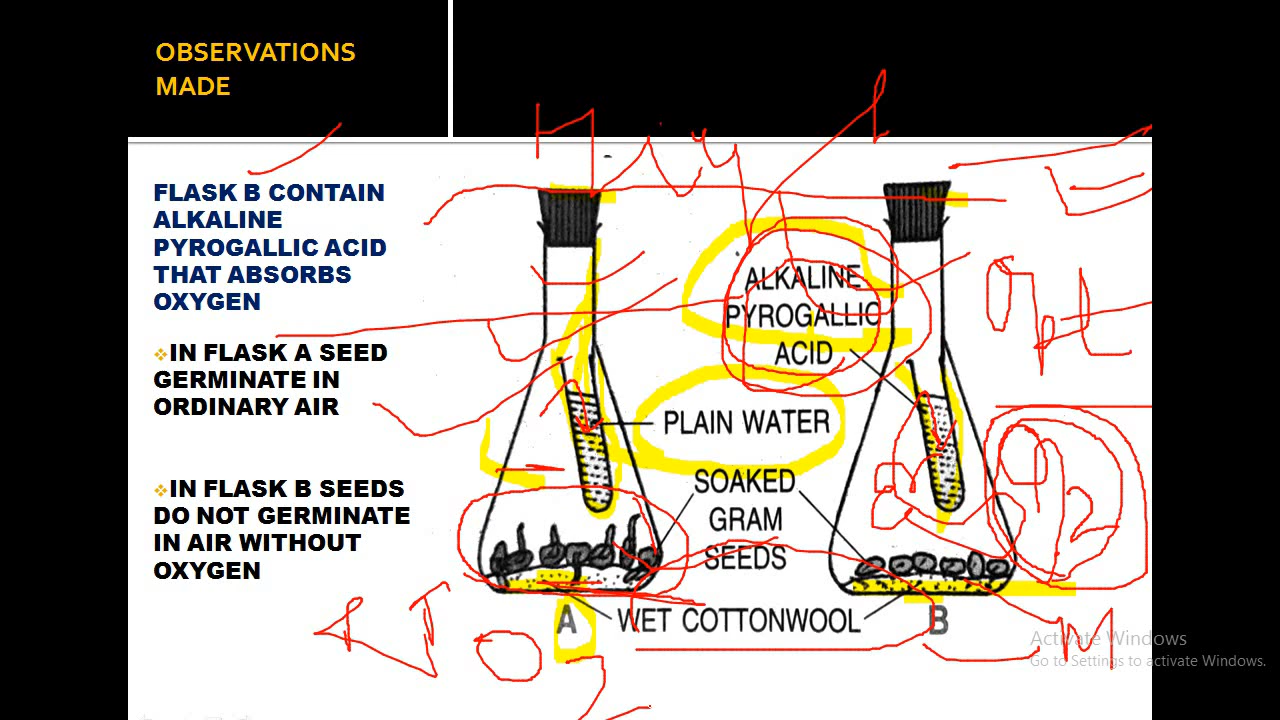 OBSERVATIONS
MADE
FLASK B CONTAIN
ALKALINE
PYROGALLIC ACID
THAT ABSORBS
OXYGEN
IN FLASK A SEED
GERMINATE IN
ORDINARY AIR
IN FLASK B SEEDS
DO NOT GERMINATE
IN AIR WITHOUT
OXYGEN
ALKALINE
PYROGALLIC
ACID
PLAIN WATER
SOAKED
GRAM
SEEDS
WET COTTONWOOL
A
B
O2
Activate Windows
Go to Settings to activate Windows.